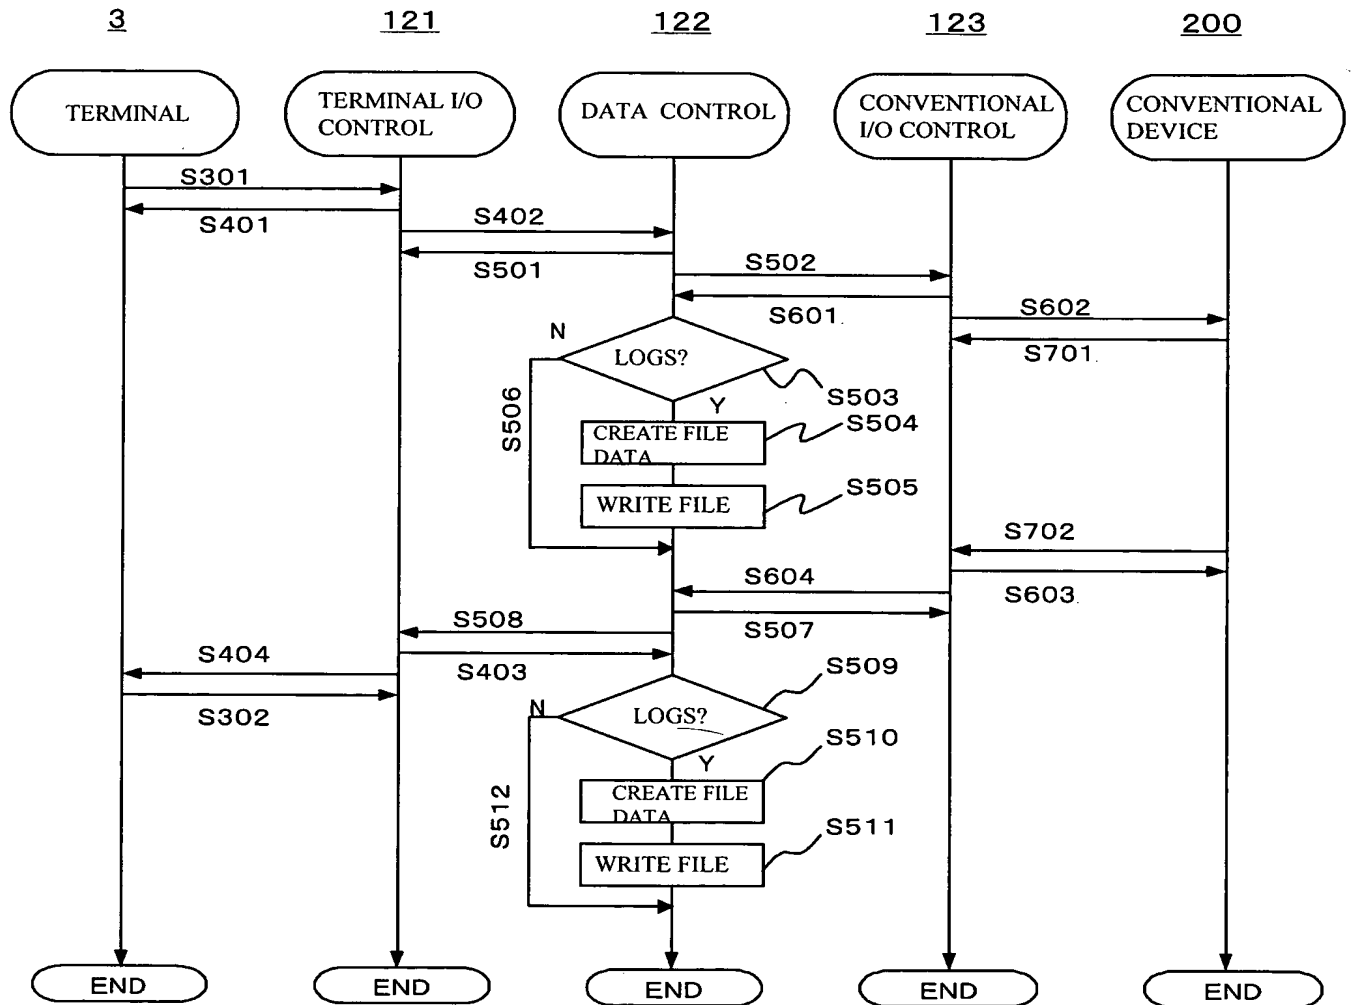 3 121 122 123 200
TERMINAL
TERMINAL I/O
CONTROL
DATA CONTROL
CONVENTIONAL
I/O CONTROL
CONVENTIONAL
DEVICE
S301
S401
S402
S501
S502
S601
S602
S701
N
LOGS?
S503
Y
S506
S504
CREATE FILE
DATA
S505
WRITE FILE
S702
S603
S604
S507
S508
S403
S404
S302
S509
N
LOGS?
Y
S510
CREATE FILE
DATA
S512
S511
WRITE FILE
END
END
END
END
END